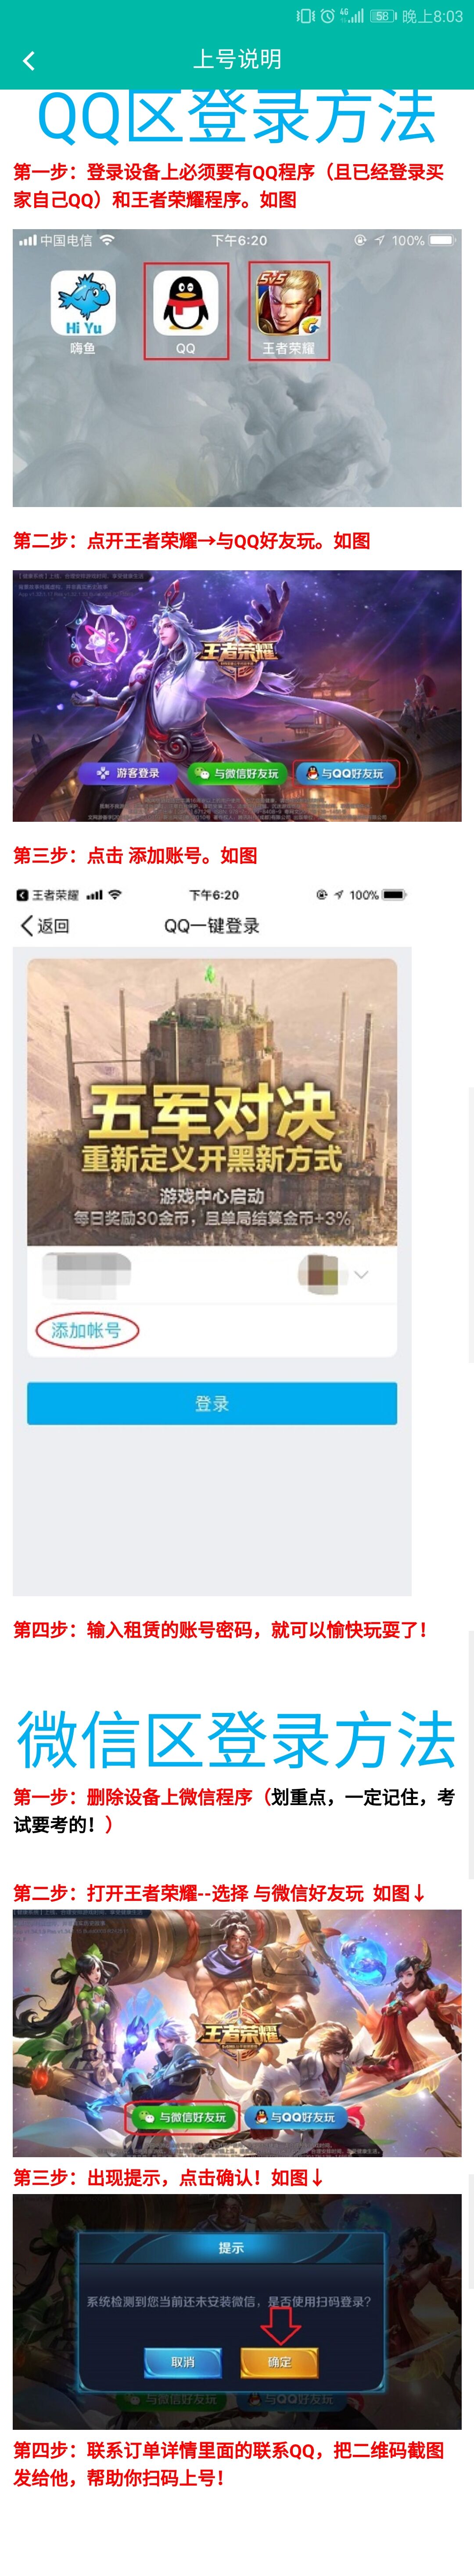 4G 58 晚上8:03
上号说明
QQ区登录方法
第一步：登录设备上必须要有QQ程序（且已经登录买
家自己QQ）和王者荣耀程序。如图
中国电信 下午6:20 100%
Hi Yu 5V5
嗨鱼 QQ 王者荣耀
第二步：点开王者荣耀→与QQ好友玩。如图
王者荣耀
游客登录 与微信好友玩 与QQ好友玩
第三步：点击 添加账号。如图
王者荣耀 下午6:20 100%
返回 QQ一键登录
五军对决
重新定义开黑新方式
游戏中心启动
每日奖励30金币，且单局结算金币+3%
添加帐号
登录
第四步：输入租赁的账号密码，就可以愉快玩耍了！
微信区登录方法
第一步：删除设备上微信程序（划重点，一定记住，考
试要考的！）
第二步：打开王者荣耀--选择 与微信好友玩 如图↓
王者荣耀
与微信好友玩 与QQ好友玩
第三步：出现提示，点击确认！如图↓
提示
系统检测到您当前还未安装微信，是否使用扫码登录？
取消 确定
与微信好友玩 与QQ好友玩
第四步：联系订单详情里面的联系QQ，把二维码截图
发给他，帮助你扫码上号！